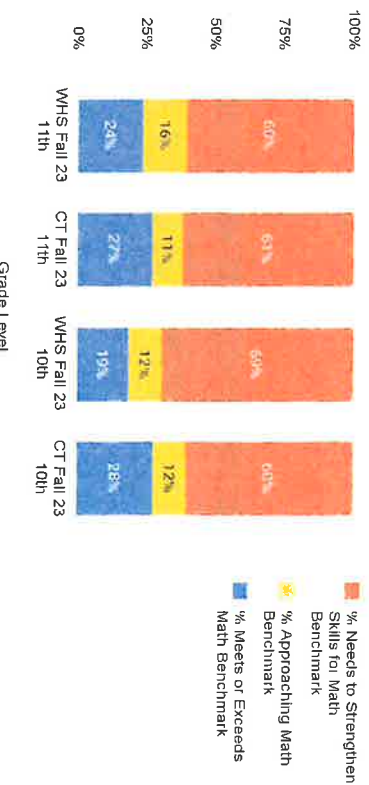 100%
75%
50%
25%
0%
60%
16%
24%
61%
11%
27%
69%
12%
19%
60%
12%
28%
WHS Fall 23
11th
CT Fall 23
11th
WHS Fall 23
10th
CT Fall 23
10th
Grade Level
% Needs to Strengthen
Skills for Math
Benchmark
% Approaching Math
Benchmark
% Meets or Exceeds
Math Benchmark